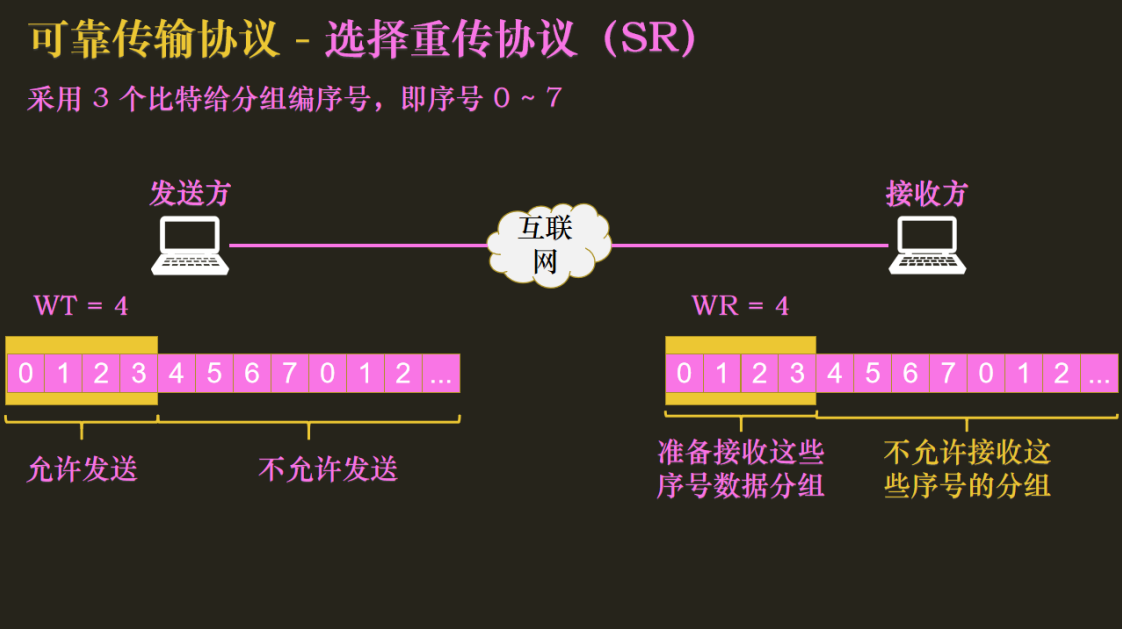 可靠传输协议 - 选择重传协议（SR）
采用 3 个比特给分组编序号，即序号 0 ~ 7
发送方
互联
网
接收方
WT = 4
WR = 4
0 1 2 3 4 5 6 7 0 1 2 ...
0 1 2 3 4 5 6 7 0 1 2 ...
允许发送
不允许发送
准备接收这些
序号数据分组
不允许接收这
些序号的分组